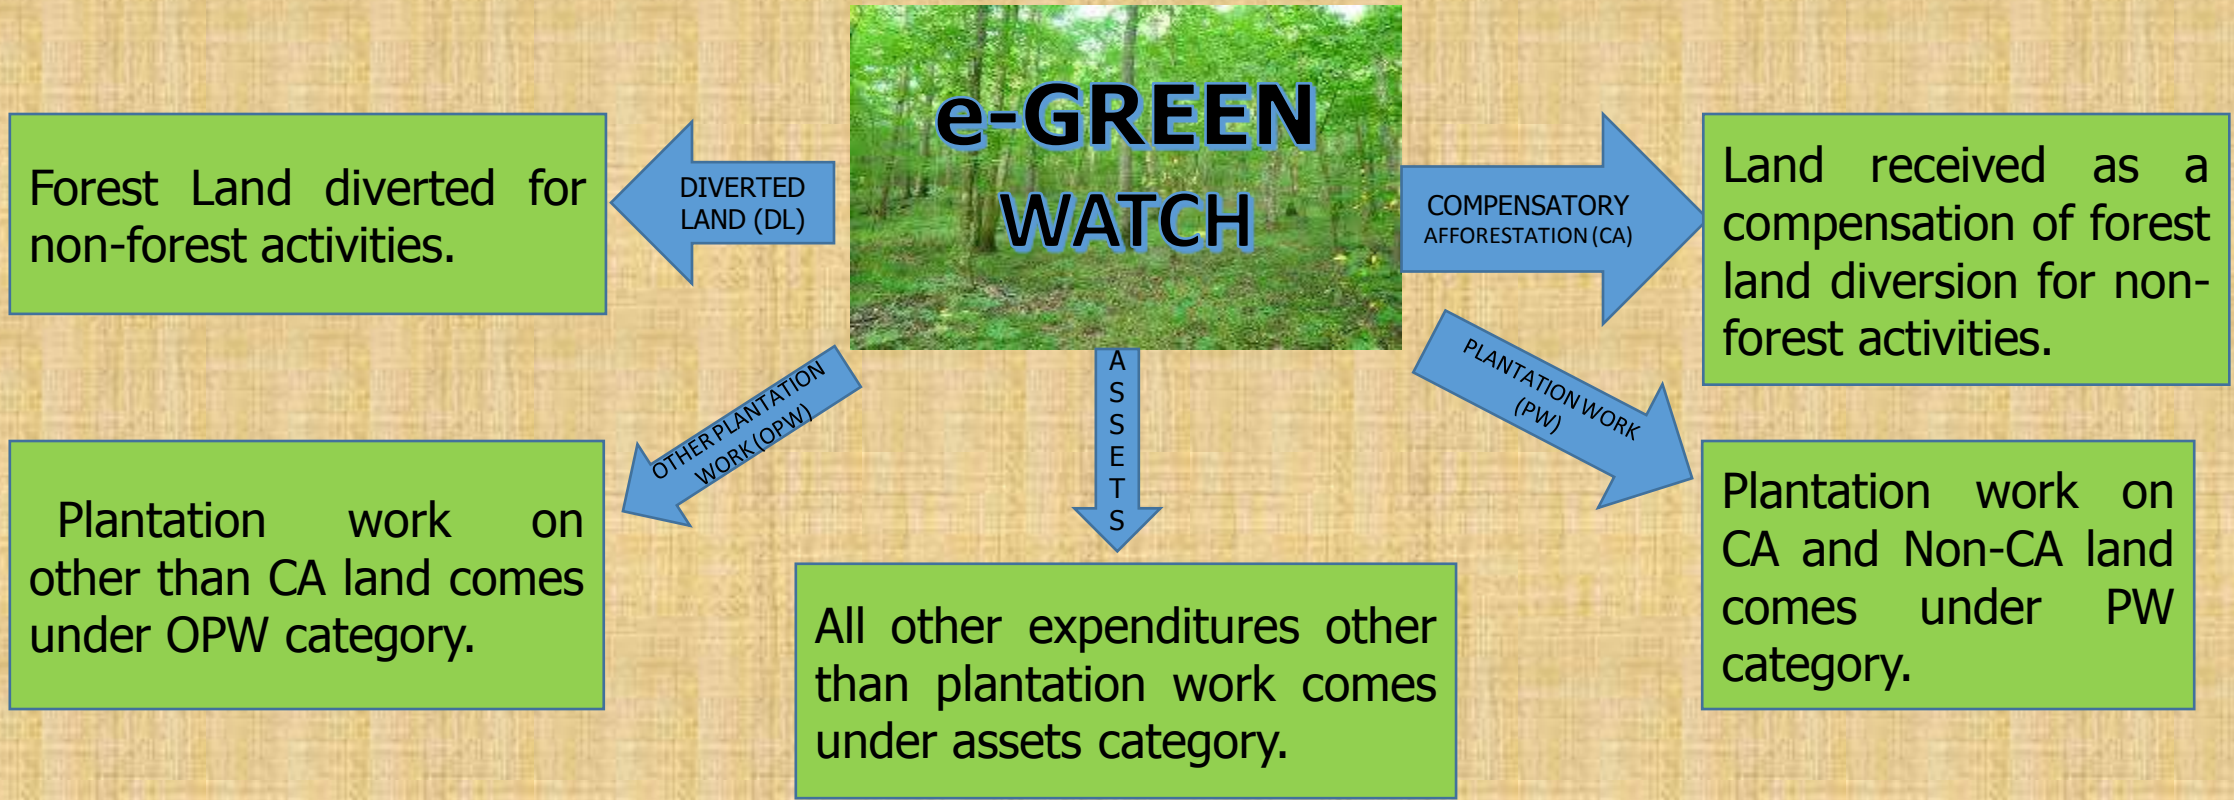 e-GREEN
WATCH
DIVERTED
LAND (DL)
Forest Land diverted for
non-forest activities.
COMPENSATORY
AFFORESTATION (CA)
Land received as a
compensation of forest
land diversion for non-
forest activities.
OTHER PLANTATION
WORK (OPW)
Plantation work on
other than CA land comes
under OPW category.
A
S
S
E
T
S
All other expenditures other
than plantation work comes
under assets category.
PLANTATION WORK
(PW)
Plantation work on
CA and Non-CA land
comes under PW
category.